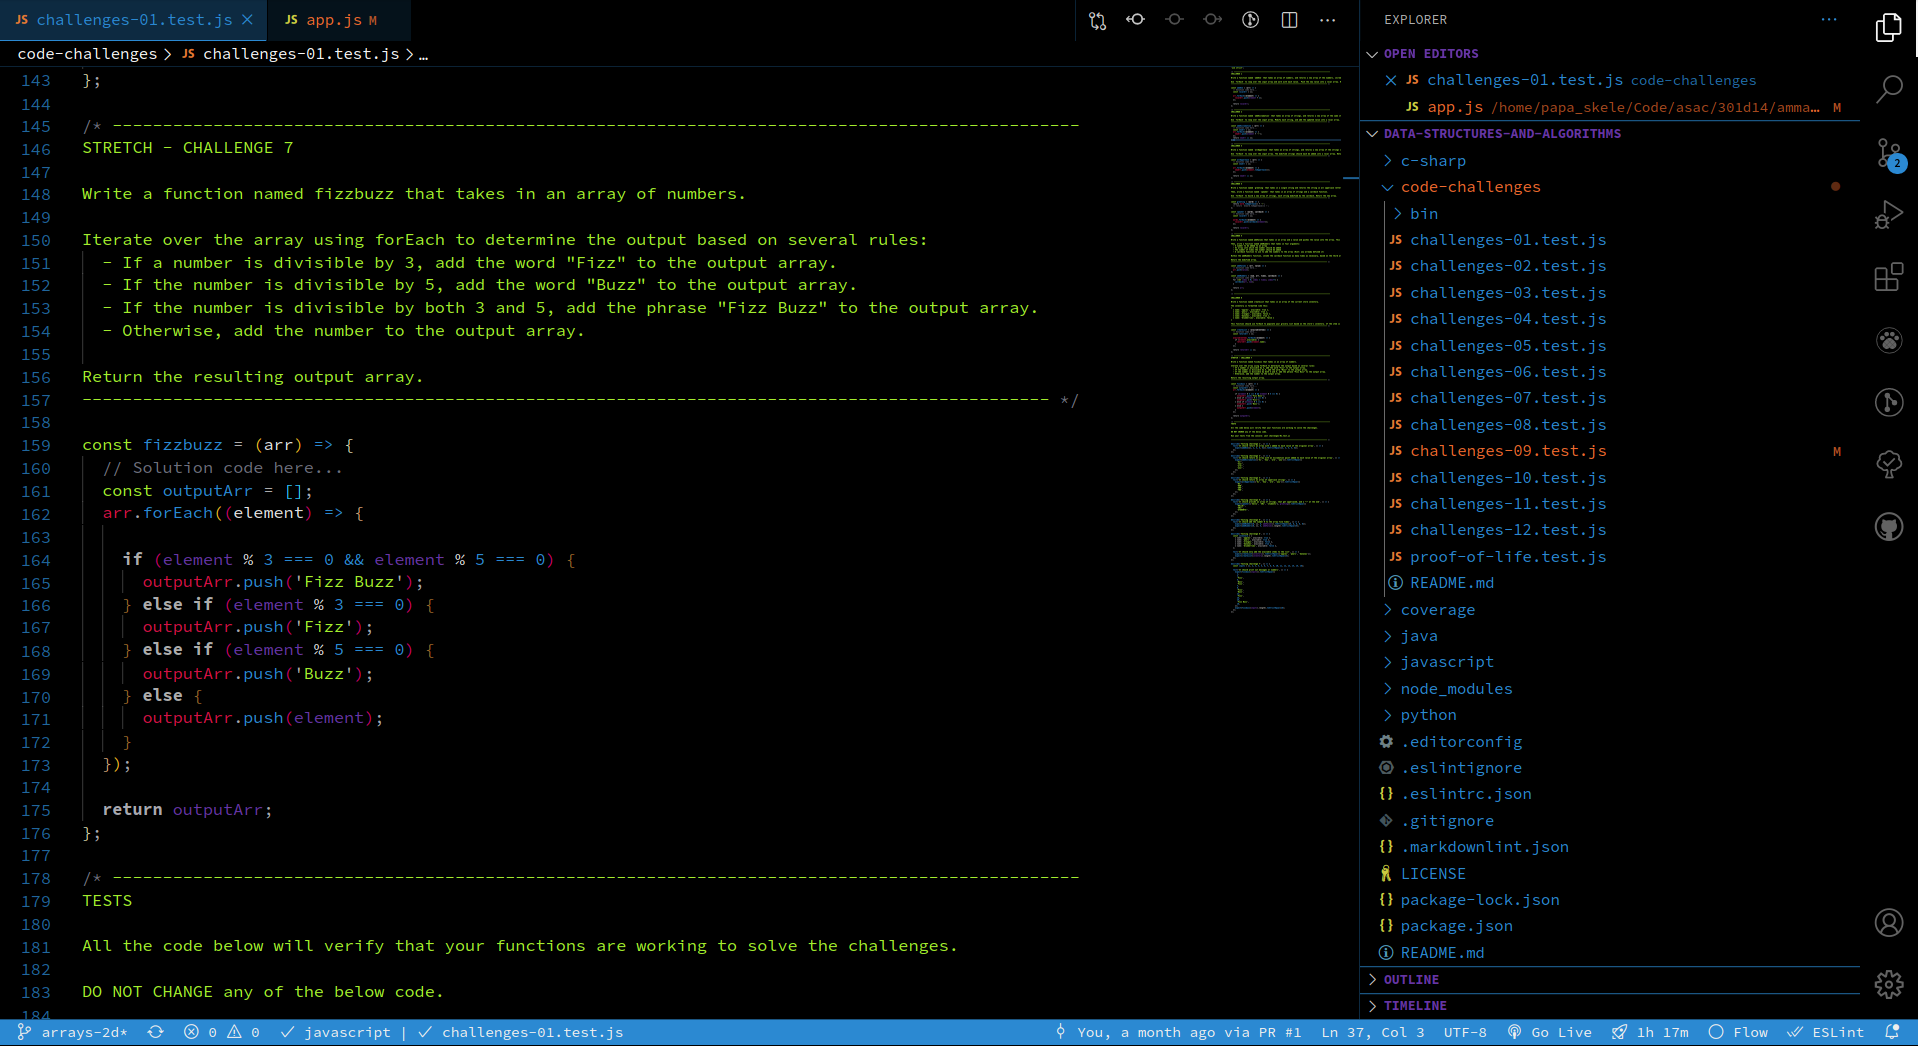 JS challenges-01.test.js
JS app.js M
code-challenges > JS challenges-01.test.js > …
143 };
144
145 /* ------------------------------------------------------------------------------------------------
146 STRETCH - CHALLENGE 7
147
148 Write a function named fizzbuzz that takes in an array of numbers.
149
150 Iterate over the array using forEach to determine the output based on several rules:
151 - If a number is divisible by 3, add the word "Fizz" to the output array.
152 - If the number is divisible by 5, add the word "Buzz" to the output array.
153 - If the number is divisible by both 3 and 5, add the phrase "Fizz Buzz" to the output array.
154 - Otherwise, add the number to the output array.
155
156 Return the resulting output array.
157 ------------------------------------------------------------------------------------------------ */
158
159 const fizzbuzz = (arr) => {
160 // Solution code here...
161 const outputArr = [];
162 arr.forEach((element) => {
163
164 if (element % 3 === 0 && element % 5 === 0) {
165 outputArr.push('Fizz Buzz');
166 } else if (element % 3 === 0) {
167 outputArr.push('Fizz');
168 } else if (element % 5 === 0) {
169 outputArr.push('Buzz');
170 } else {
171 outputArr.push(element);
172 }
173 });
174
175 return outputArr;
176 };
177
178 /* ------------------------------------------------------------------------------------------------
179 TESTS
180
181 All the code below will verify that your functions are working to solve the challenges.
182
183 DO NOT CHANGE any of the below code.
184
EXPLORER
OPEN EDITORS
JS challenges-01.test.js code-challenges
JS app.js /home/papa_skele/Code/asac/301d14/amma… M
DATA-STRUCTURES-AND-ALGORITHMS
c-sharp
code-challenges
bin
JS challenges-01.test.js
JS challenges-02.test.js
JS challenges-03.test.js
JS challenges-04.test.js
JS challenges-05.test.js
JS challenges-06.test.js
JS challenges-07.test.js
JS challenges-08.test.js
JS challenges-09.test.js M
JS challenges-10.test.js
JS challenges-11.test.js
JS challenges-12.test.js
JS proof-of-life.test.js
README.md
coverage
java
javascript
node_modules
python
.editorconfig
.eslintignore
{} .eslintrc.json
.gitignore
{} .markdownlint.json
LICENSE
{} package-lock.json
{} package.json
README.md
OUTLINE
TIMELINE
2
arrays-2d* 0 0 javascript | challenges-01.test.js
You, a month ago via PR #1 Ln 37, Col 3 UTF-8 Go Live 1h 17m Flow ESLint